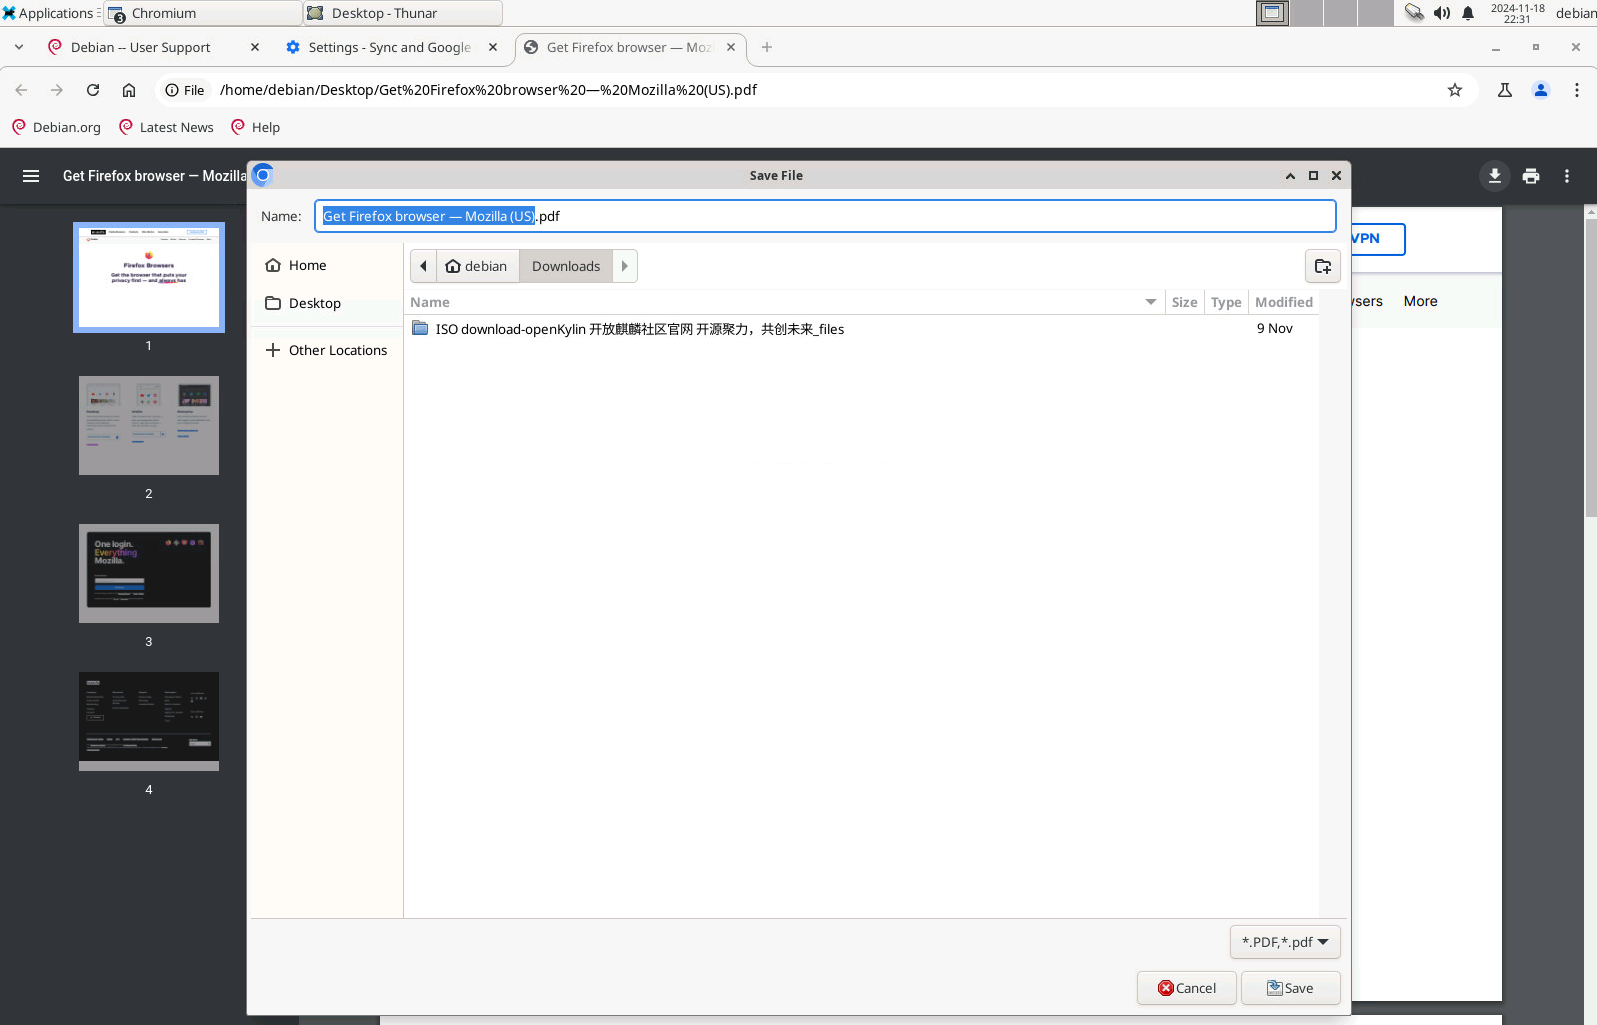 Applications
Chromium
3
Desktop - Thunar
2024-11-18
22:31
debian
Debian -- User Support
Settings - Sync and Google
Get Firefox browser — Moz
File
/home/debian/Desktop/Get%20Firefox%20browser%20—%20Mozilla%20(US).pdf
Debian.org
Latest News
Help
Get Firefox browser — Mozilla
Save File
Name:
Get Firefox browser — Mozilla (US).pdf
Home
debian
Downloads
Desktop
Other Locations
Name
Size
Type
Modified
ISO download-openKylin 开放麒麟社区官网 开源聚力，共创未来_files
9 Nov
VPN
wsers
More
Firefox Browsers
Get the browser that puts your
privacy first — and always has
1
2
One login.
Everything
Mozilla.
3
4
*.PDF,*.pdf
Cancel
Save